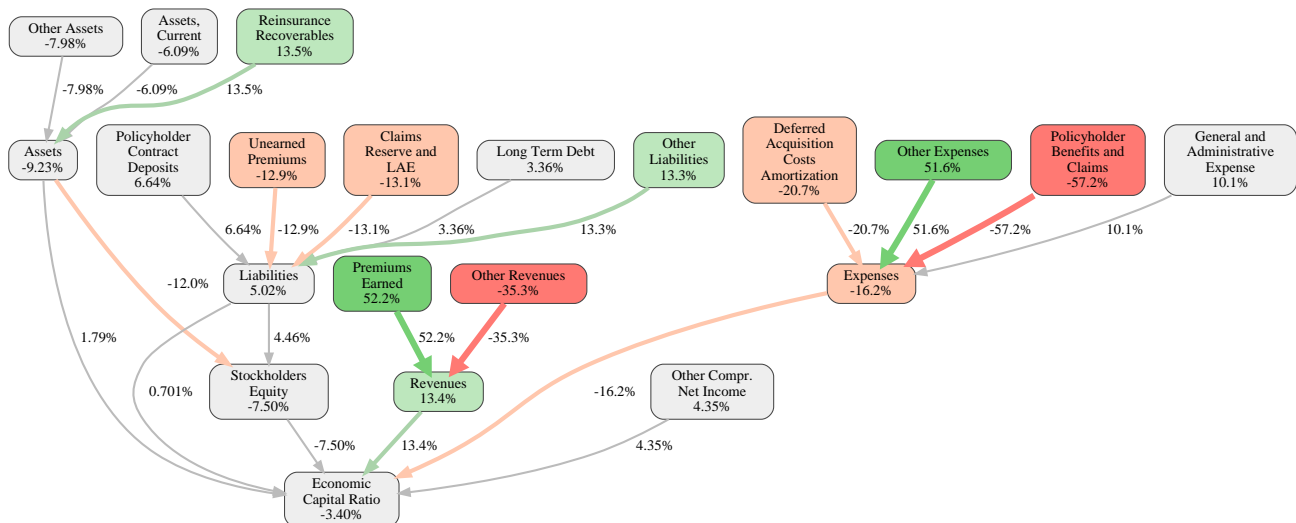 Other Assets
-7.98%
Assets,
Current
-6.09%
Reinsurance
Recoverables
13.5%
-7.98%
-6.09%
13.5%
Assets
-9.23%
Policyholder
Contract
Deposits
6.64%
Unearned
Premiums
-12.9%
Claims
Reserve and
LAE
-13.1%
Long Term Debt
3.36%
Other
Liabilities
13.3%
Deferred
Acquisition
Costs
Amortization
-20.7%
Other Expenses
51.6%
Policyholder
Benefits and
Claims
-57.2%
General and
Administrative
Expense
10.1%
6.64%
-12.9%
-13.1%
3.36%
13.3%
-20.7%
51.6%
-57.2%
10.1%
-12.0%
Liabilities
5.02%
Premiums
Earned
52.2%
Other Revenues
-35.3%
Expenses
-16.2%
1.79%
4.46%
52.2%
-35.3%
0.701%
Stockholders
Equity
-7.50%
Revenues
13.4%
-16.2%
Other Compr.
Net Income
4.35%
-7.50%
13.4%
4.35%
Economic
Capital Ratio
-3.40%